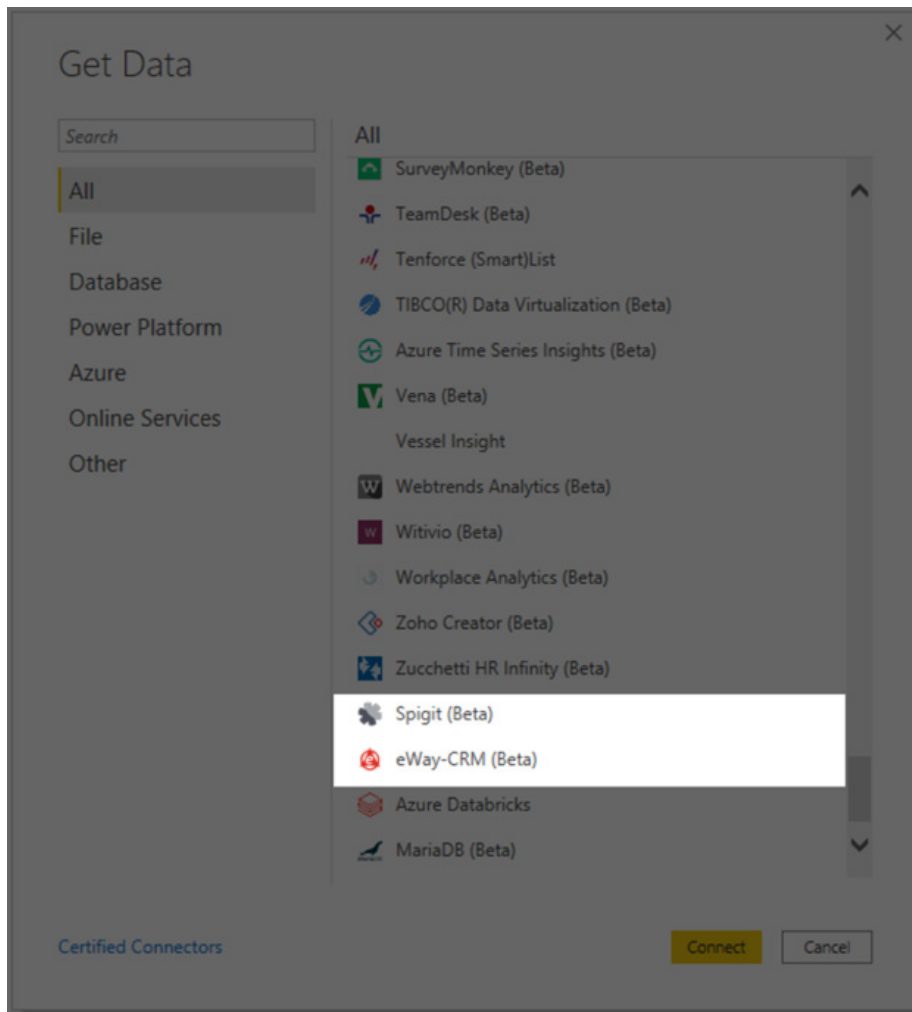 Get Data
Search
All
File
Database
Power Platform
Azure
Online Services
Other
All
SurveyMonkey (Beta)
TeamDesk (Beta)
Tenforce (Smart)List
TIBCO(R) Data Virtualization (Beta)
Azure Time Series Insights (Beta)
Vena (Beta)
Vessel Insight
Webtrends Analytics (Beta)
Witivio (Beta)
Workplace Analytics (Beta)
Zoho Creator (Beta)
Zucchetti HR Infinity (Beta)
Spigit (Beta)
eWay-CRM (Beta)
Azure Databricks
MariaDB (Beta)
Certified Connectors
Connect
Cancel